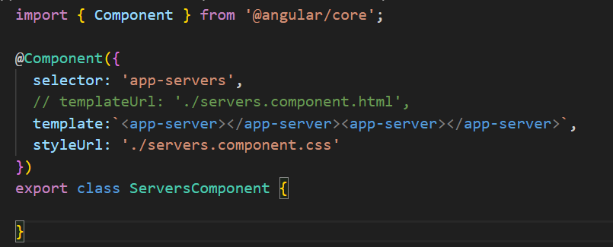 import { Component } from '@angular/core';
@Component({
selector: 'app-servers',
// templateUrl: './servers.component.html',
template:`<app-server></app-server><app-server></app-server>`,
styleUrl: './servers.component.css'
})
export class ServersComponent {
}